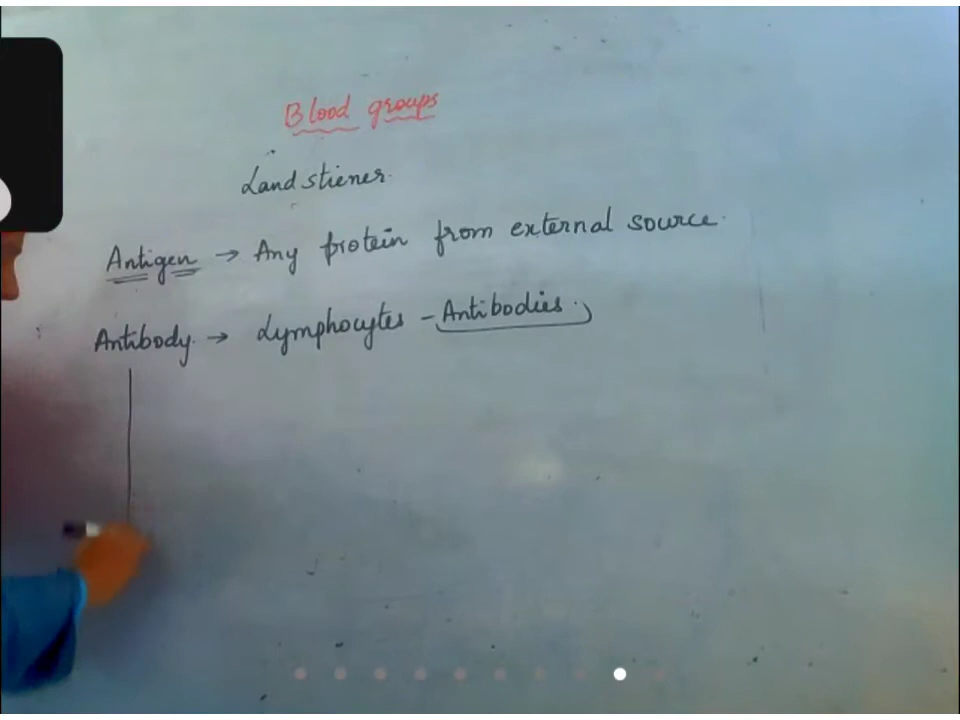 Blood groups
Landstiener.
Antigen → Any protein from external source.
Antibody. → Lymphocytes - Antibodies.